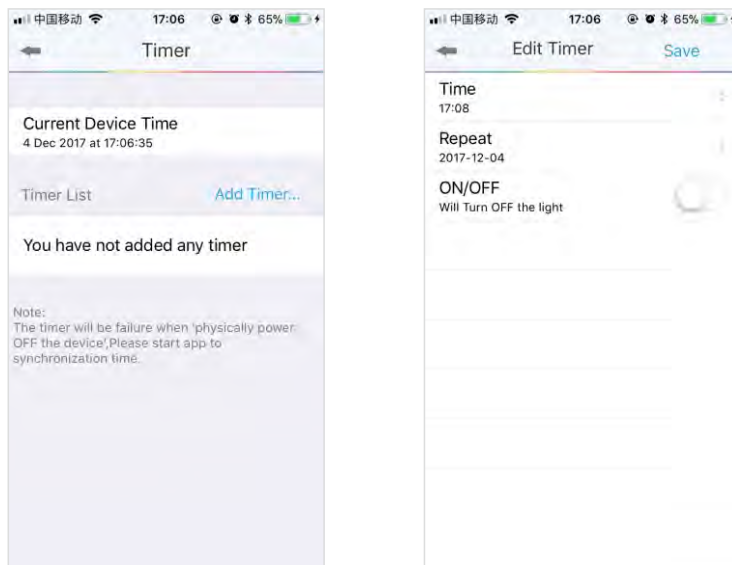 中国移动 17:06 65%
Timer
Current Device Time
4 Dec 2017 at 17:06:35
Timer List Add Timer...
You have not added any timer
Note:
The timer will be failure when 'physically power
OFF the device',Please start app to
synchronization time.
中国移动 17:06 65%
Edit Timer Save
Time
17:08
Repeat
2017-12-04
ON/OFF
Will Turn OFF the light